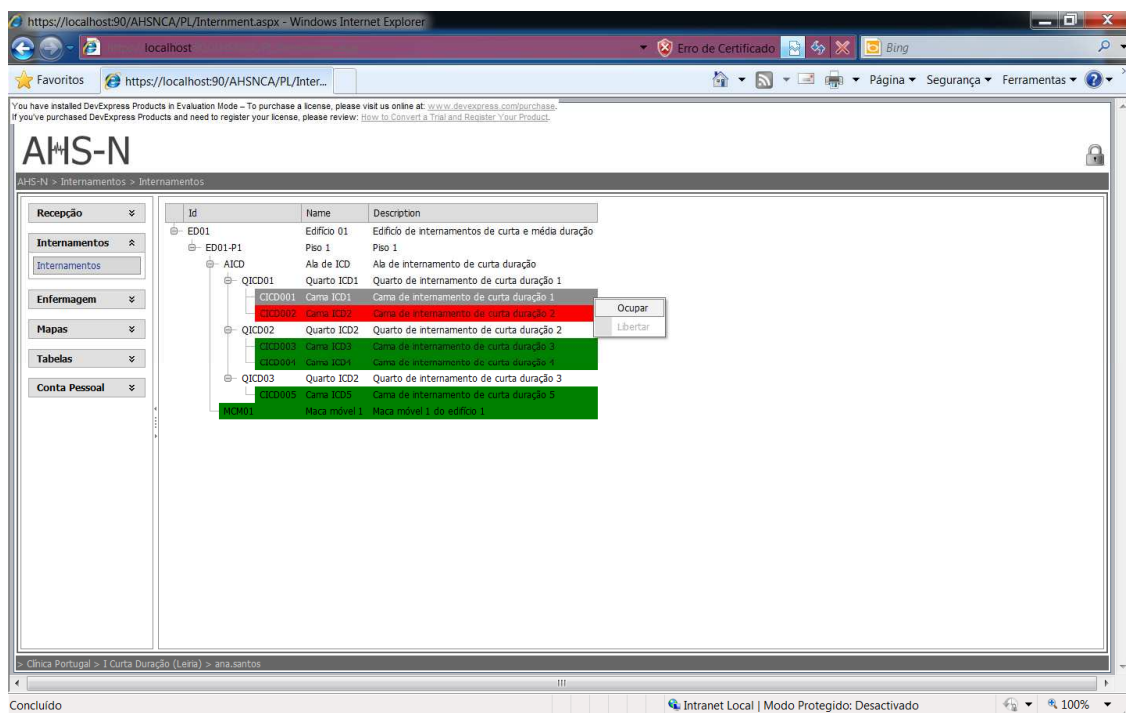 https://localhost:90/AHSNCA/PL/Internment.aspx - Windows Internet Explorer
localhost
Erro de Certificado
Bing
Favoritos
https://localhost:90/AHSNCA/PL/Inter...
Página
Segurança
Ferramentas
You have installed DevExpress Products in Evaluation Mode – To purchase a license, please visit us online at: www.devexpress.com/purchase.
If you've purchased DevExpress Products and need to register your license, please review: How to Convert a Trial and Register Your Product.
AHS-N
AHS-N > Internamentos > Internamentos
Recepção
Internamentos
Internamentos
Enfermagem
Mapas
Tabelas
Conta Pessoal
Id Name Description
ED01 Edifício 01 Edifício de internamentos de curta e média duração
ED01-P1 Piso 1 Piso 1
AICD Ala de ICD Ala de internamento de curta duração
QICD01 Quarto ICD1 Quarto de internamento de curta duração 1
CICD001 Cama ICD1 Cama de internamento de curta duração 1
CICD002 Cama ICD2 Cama de internamento de curta duração 2
QICD02 Quarto ICD2 Quarto de internamento de curta duração 2
CICD003 Cama ICD3 Cama de internamento de curta duração 3
CICD004 Cama ICD4 Cama de internamento de curta duração 4
QICD03 Quarto ICD2 Quarto de internamento de curta duração 3
CICD005 Cama ICD5 Cama de internamento de curta duração 5
MCM01 Maca móvel 1 Maca móvel 1 do edifício 1
Ocupar
Libertar
> Clínica Portugal > I Curta Duração (Leiria) > ana.santos
Concluído
Intranet Local | Modo Protegido: Desactivado
100%